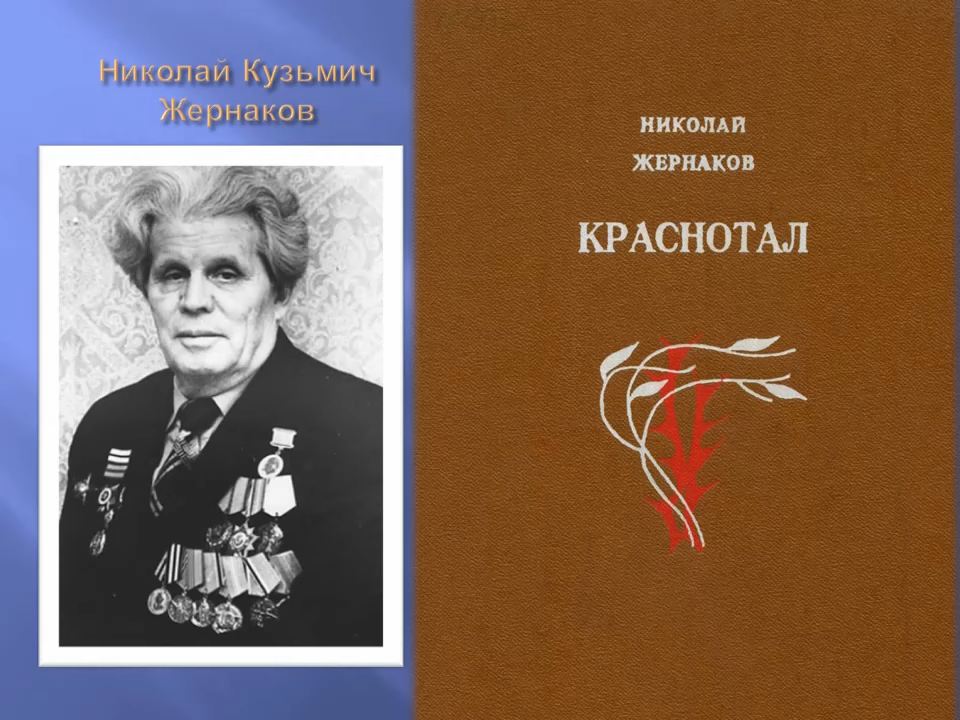 Николай Кузьмич
Жернаков
НИКОЛАЙ
ЖЕРНАКОВ
КРАСНОТАЛ